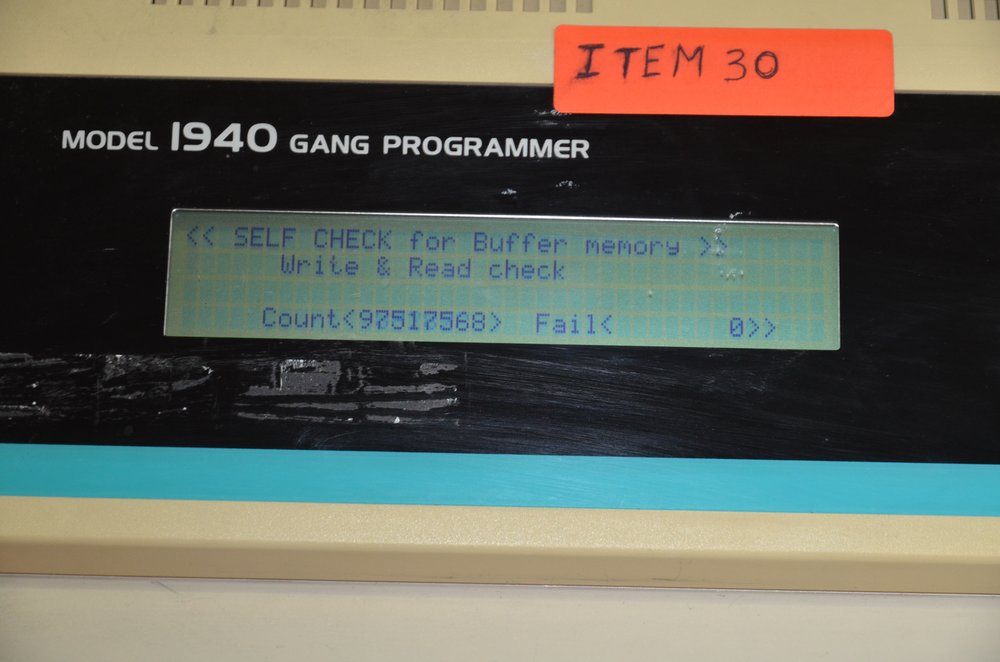 ITEM 30
MODEL 1940 GANG PROGRAMMER
<< SELF CHECK for Buffer memory >>
Write & Read check
Count<97517568> Fail< 0>>